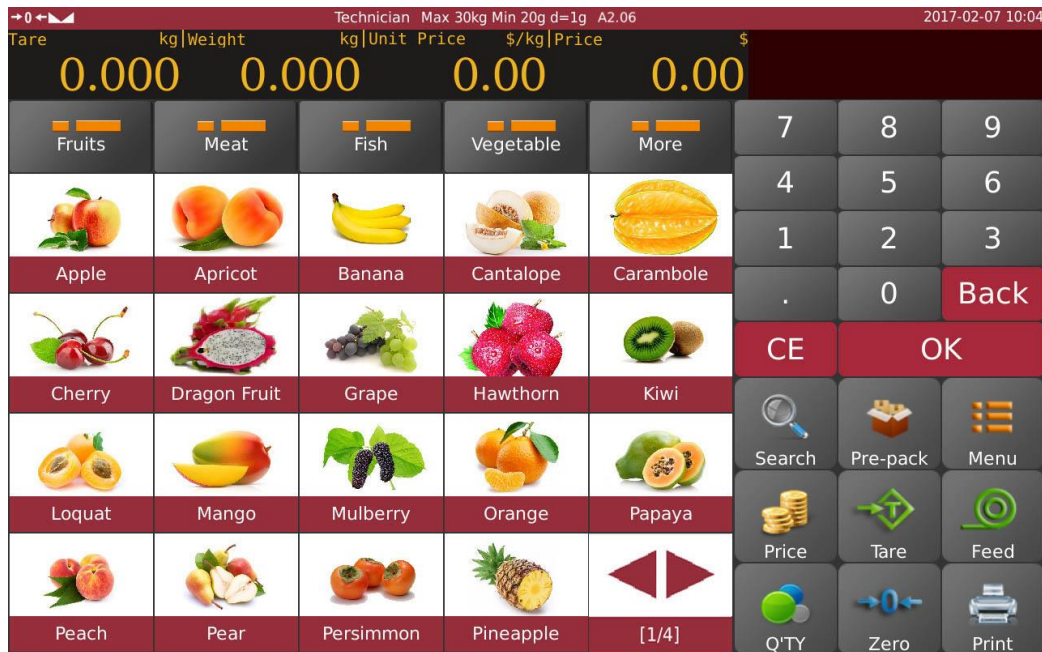 →0← Technician Max 30kg Min 20g d=1g A2.06 2017-02-07 10:04
Tare kg|Weight kg|Unit Price $/kg|Price $
0.000 0.000 0.00 0.00
Fruits Meat Fish Vegetable More
7 8 9
4 5 6
Apple Apricot Banana Cantalope Carambole
1 2 3
. 0 Back
CE OK
Cherry Dragon Fruit Grape Hawthorn Kiwi
Search Pre-pack Menu
Loquat Mango Mulberry Orange Papaya
T
Price Tare Feed
→0←
Peach Pear Persimmon Pineapple [1/4]
Q'TY Zero Print